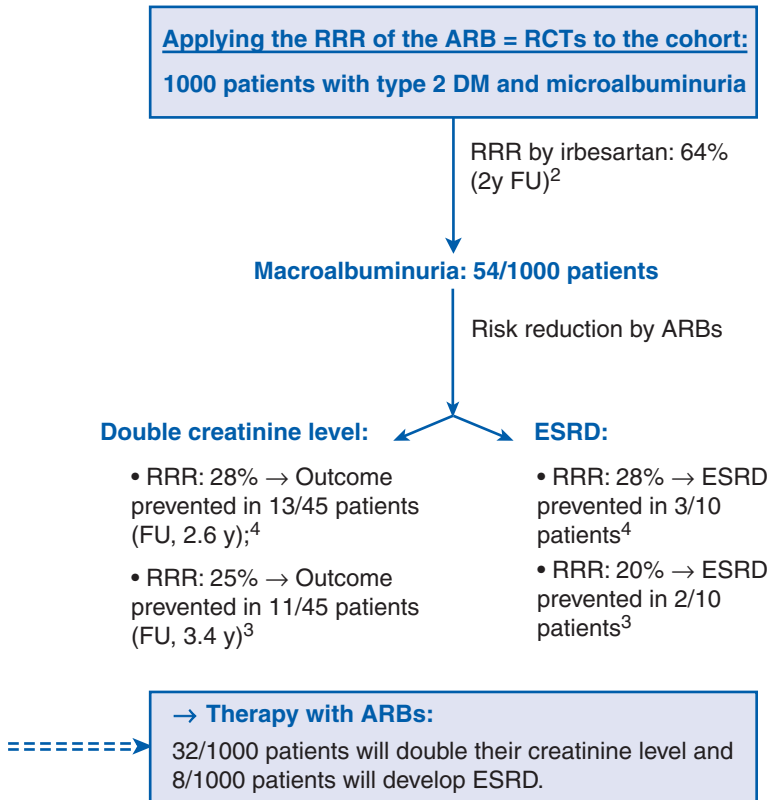 Applying the RRR of the ARB = RCTs to the cohort:
1000 patients with type 2 DM and microalbuminuria
RRR by irbesartan: 64%
(2y FU)2
Macroalbuminuria: 54/1000 patients
Risk reduction by ARBs
Double creatinine level:
• RRR: 28% → Outcome
prevented in 13/45 patients
(FU, 2.6 y);4
• RRR: 25% → Outcome
prevented in 11/45 patients
(FU, 3.4 y)3
ESRD:
• RRR: 28% → ESRD
prevented in 3/10
patients4
• RRR: 20% → ESRD
prevented in 2/10
patients3
→ Therapy with ARBs:
32/1000 patients will double their creatinine level and
8/1000 patients will develop ESRD.